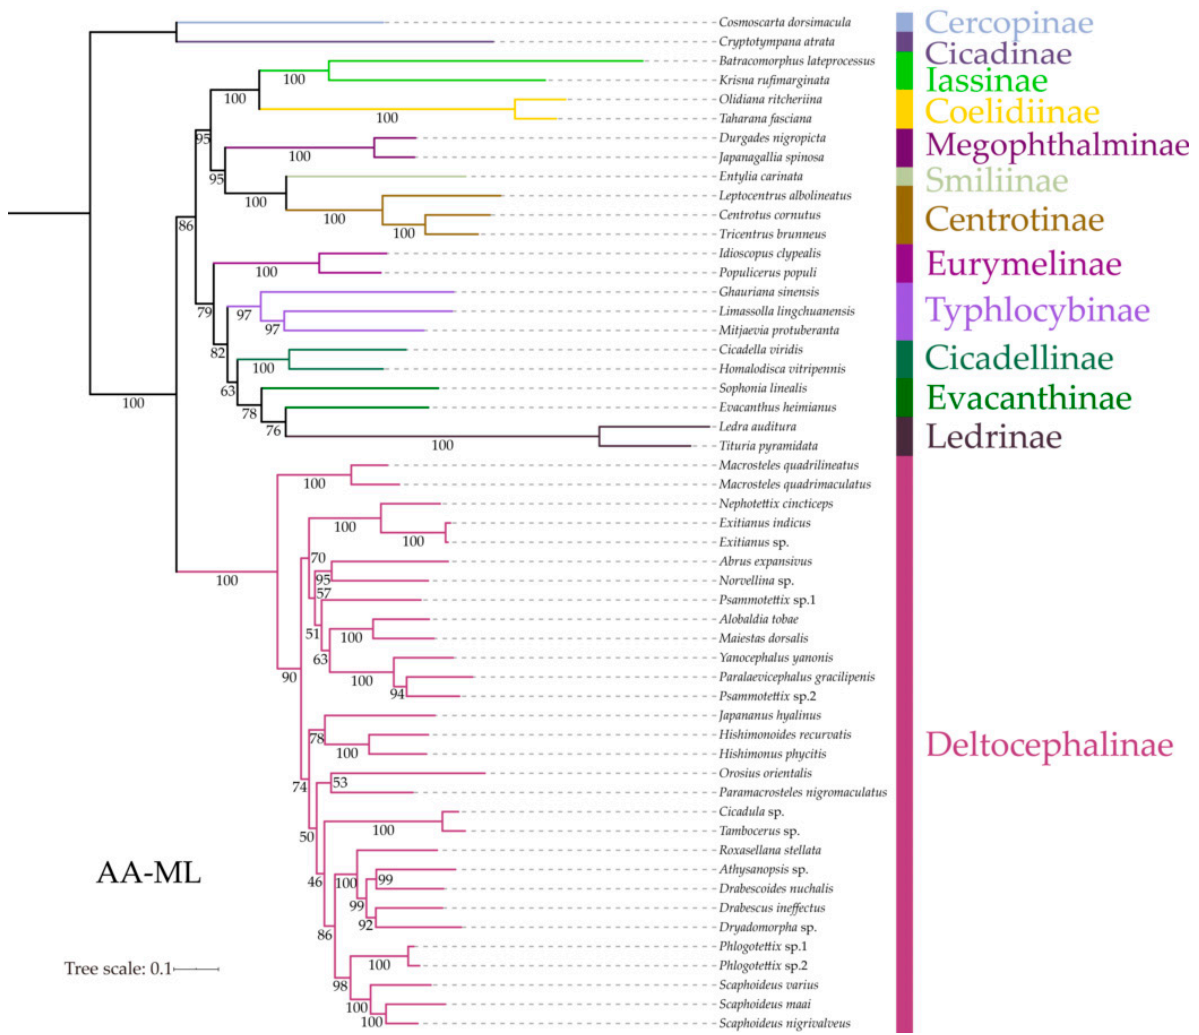 Cosmoscarta dorsimacula
Cryptotympana atrata
Batracomorphus lateprocessus
Krisna rufimarginata
Olidiana ritcheriina
Taharana fasciana
Durgades nigropicta
Japanagallia spinosa
Entylia carinata
Leptocentrus albolineatus
Centrotus cornutus
Tricentrus brunneus
Idioscopus clypealis
Populicerus populi
Ghauriana sinensis
Limassolla lingchuanensis
Mitjaevia protuberanta
Cicadella viridis
Homalodisca vitripennis
Sophonia linealis
Evacanthus heimianus
Ledra auditura
Tituria pyramidata
Macrosteles quadrilineatus
Macrosteles quadrimaculatus
Nephotettix cincticeps
Exitianus indicus
Exitianus sp.
Abrus expansivus
Norvellina sp.
Psammotettix sp.1
Alobaldia tobae
Maiestas dorsalis
Yanocephalus yanonis
Paralaevicephalus gracilipenis
Psammotettix sp.2
Japananus hyalinus
Hishimonoides recurvatis
Hishimonus phycitis
Orosius orientalis
Paramacrosteles nigromaculatus
Cicadula sp.
Tambocerus sp.
Roxasellana stellata
Athysanopsis sp.
Drabescoides nuchalis
Drabescus ineffectus
Dryadomorpha sp.
Phlogotettix sp.1
Phlogotettix sp.2
Scaphoideus varius
Scaphoideus maai
Scaphoideus nigrivalveus
Cercopinae
Cicadinae
Iassinae
Coelidiinae
Megophthalminae
Smiliinae
Centrotinae
Eurymelinae
Typhlocybinae
Cicadellinae
Evacanthinae
Ledrinae
Deltocephalinae
100
100
100
95
100
95
100
100
100
86
100
97
97
79
82
100
63
78
76
100
100
100
100
100
70
95
57
51
100
63
100
94
90
78
100
74
53
50
100
46
100
99
99
92
86
100
98
100
100
100
AA-ML
Tree scale: 0.1